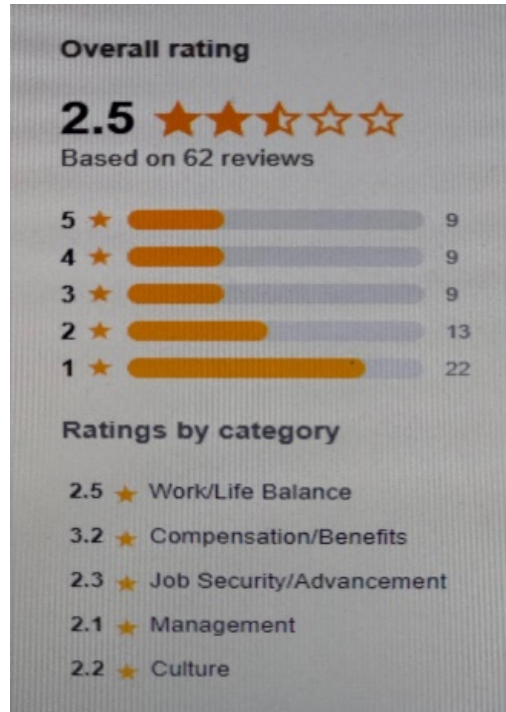 Overall rating
2.5
Based on 62 reviews
5 9
4 9
3 9
2 13
1 22
Ratings by category
2.5 Work/Life Balance
3.2 Compensation/Benefits
2.3 Job Security/Advancement
2.1 Management
2.2 Culture